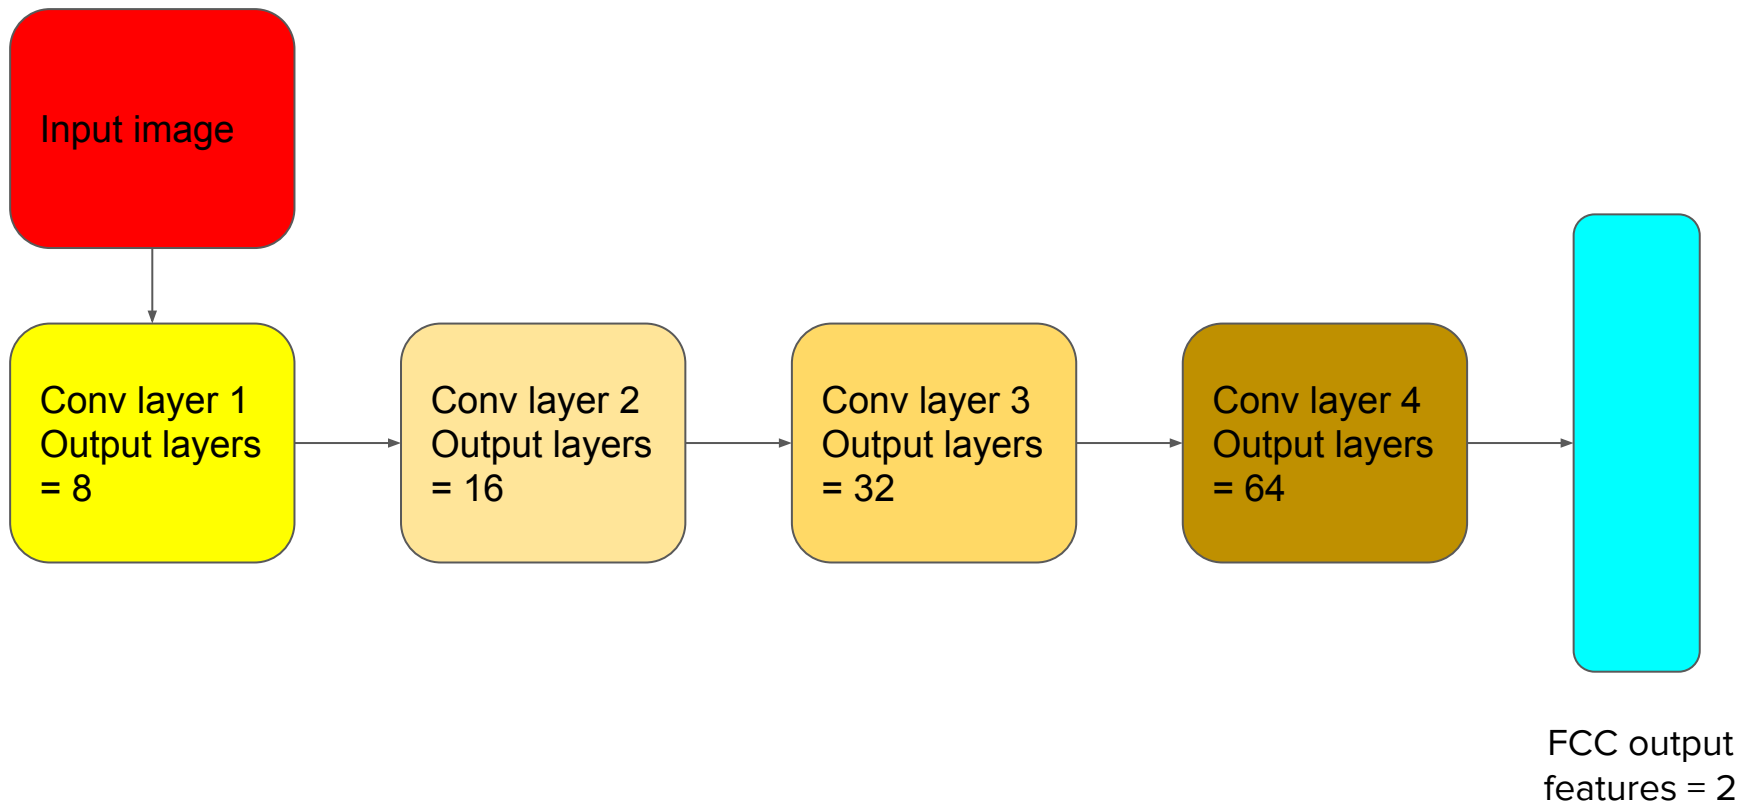 Input image
Conv layer 1
Output layers
= 8
Conv layer 2
Output layers
= 16
Conv layer 3
Output layers
= 32
Conv layer 4
Output layers
= 64
FCC output
features = 2